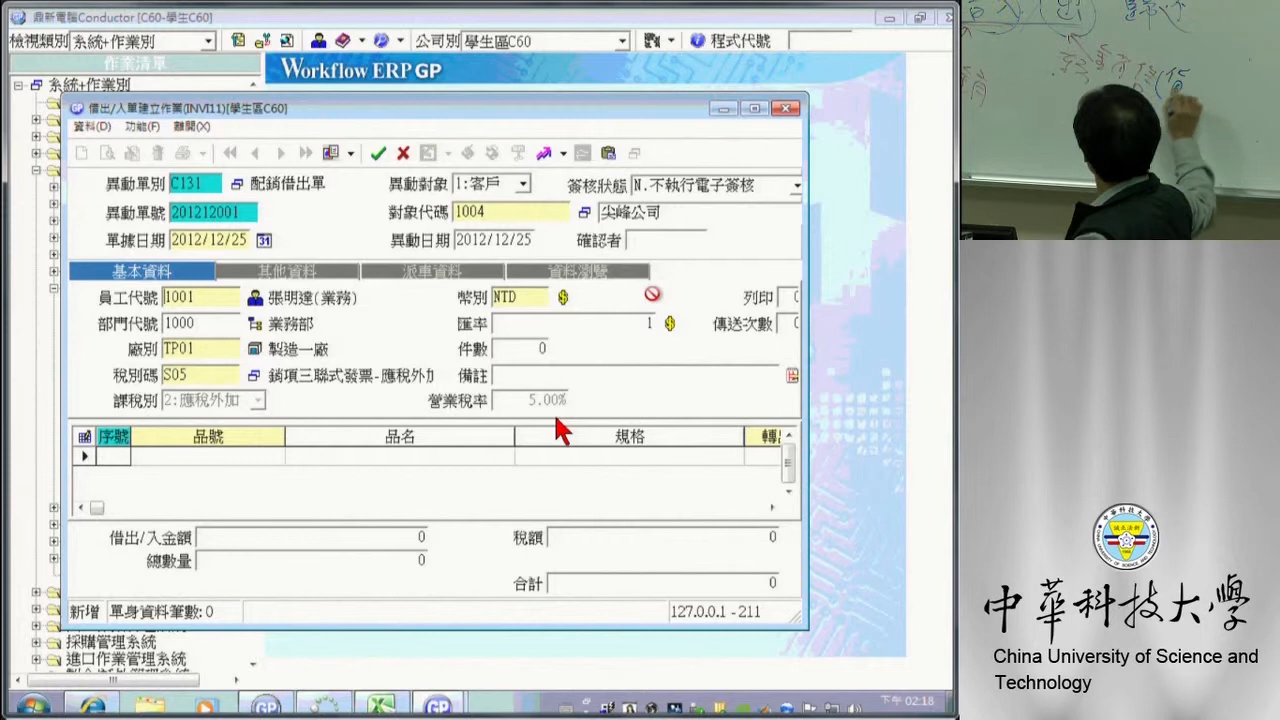 鼎新電腦Conductor [C60-學生C60]
檢視類別 系統+作業別 公司別 學生區C60 程式代號
作業清單
系統+作業別
Workflow ERP GP
借出/入單建立作業(INVI11)[學生區C60]
資料(D) 功能(F) 離開(X)
異動單別 C131 配銷借出單 異動對象 1:客戶 簽核狀態 N.不執行電子簽核
異動單號 201212001 對象代碼 1004 尖峰公司
單據日期 2012/12/25 31 異動日期 2012/12/25 確認者
基本資料 其他資料 派車資料 資料瀏覽
員工代號 1001 張明達(業務) 幣別 NTD 列印 0
部門代號 1000 業務部 匯率 1 傳送次數 0
廠別 TP01 製造一廠 件數 0
稅別碼 S05 銷項三聯式發票-應稅外加 備註
課稅別 2:應稅外加 營業稅率 5.00%
序號 品號 品名 規格
借出/入金額 0 稅額 0
總數量 0
合計 0
新增 單身資料筆數:0 127.0.0.1 -211
採購管理系統
進口作業管理系統
下午 02:18
中華科技大學
China University of Science and
Technology